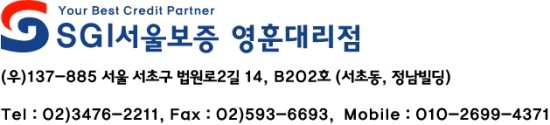 Your Best Credit Partner
SGI서울보증 영훈대리점
(우)137-885 서울 서초구 법원로2길 14, B202호 (서초동, 정남빌딩)
Tel : 02)3476-2211, Fax : 02)593-6693, Mobile : 010-2699-4371